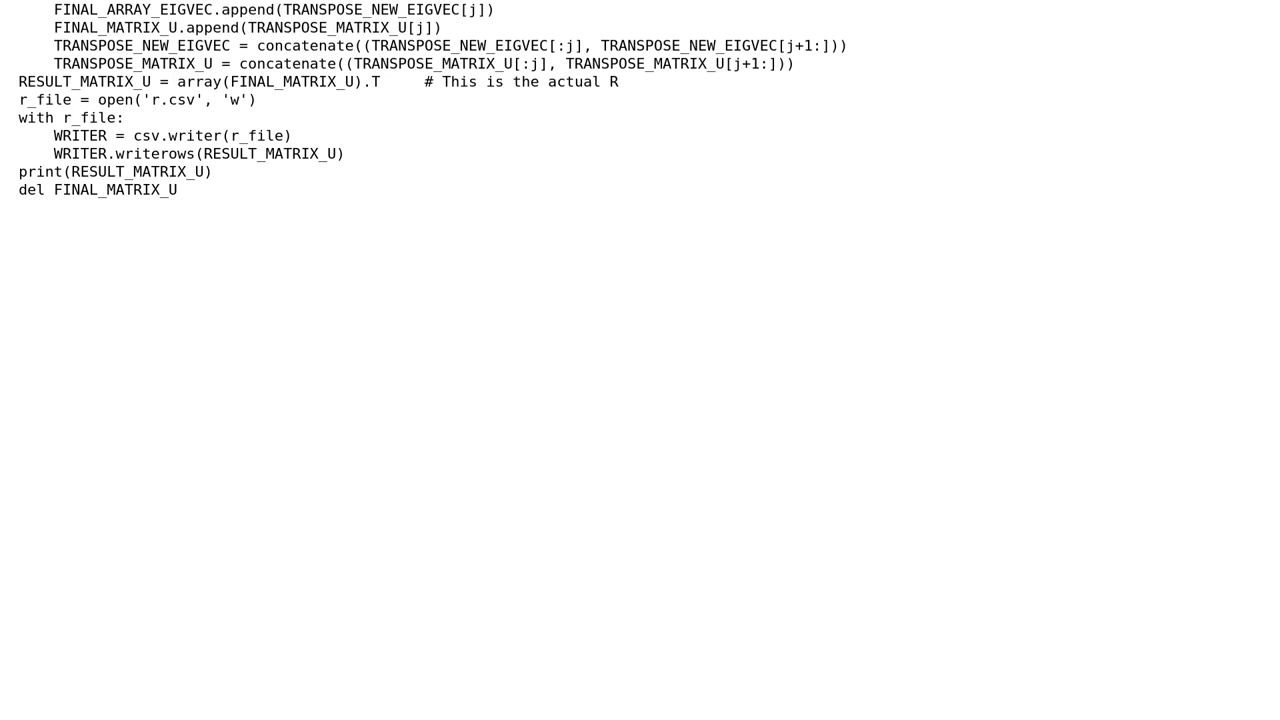 FINAL_ARRAY_EIGVEC.append(TRANSPOSE_NEW_EIGVEC[j])
    FINAL_MATRIX_U.append(TRANSPOSE_MATRIX_U[j])
    TRANSPOSE_NEW_EIGVEC = concatenate((TRANSPOSE_NEW_EIGVEC[:j], TRANSPOSE_NEW_EIGVEC[j+1:]))
    TRANSPOSE_MATRIX_U = concatenate((TRANSPOSE_MATRIX_U[:j], TRANSPOSE_MATRIX_U[j+1:]))
RESULT_MATRIX_U = array(FINAL_MATRIX_U).T     # This is the actual R
r_file = open('r.csv', 'w')
with r_file:
    WRITER = csv.writer(r_file)
    WRITER.writerows(RESULT_MATRIX_U)
print(RESULT_MATRIX_U)
del FINAL_MATRIX_U